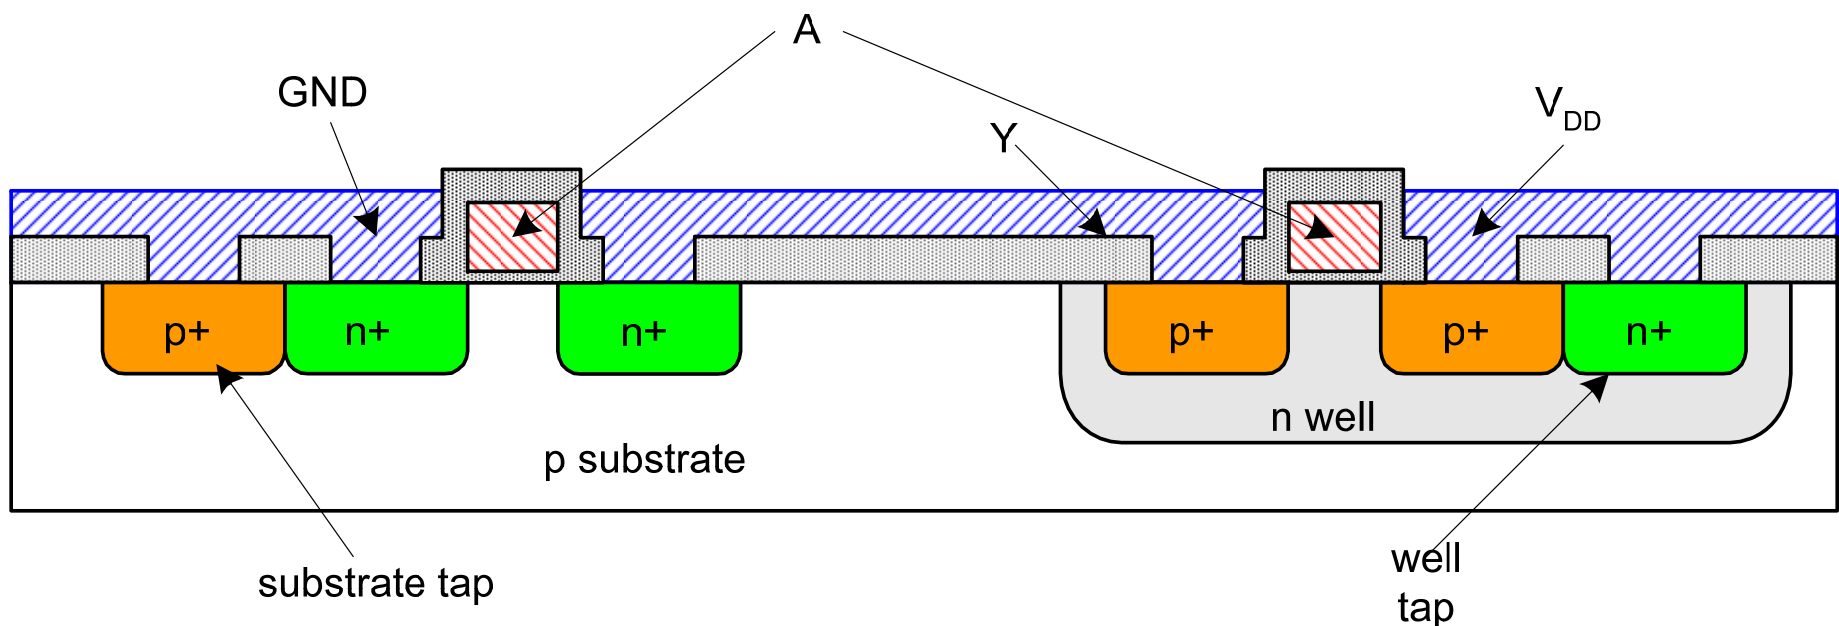 A
GND
Y
VDD
p+
n+
n+
p+
p+
n+
n well
p substrate
substrate tap
well
tap